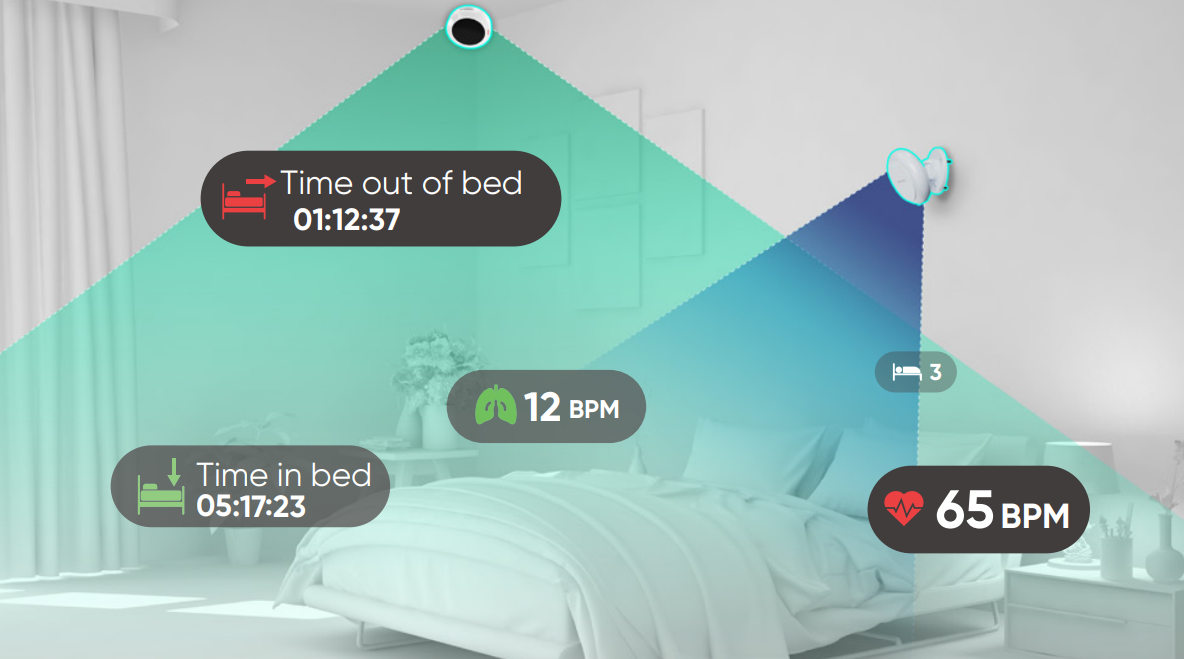 Time out of bed
01:12:37
3
12 BPM
Time in bed
05:17:23
65 BPM